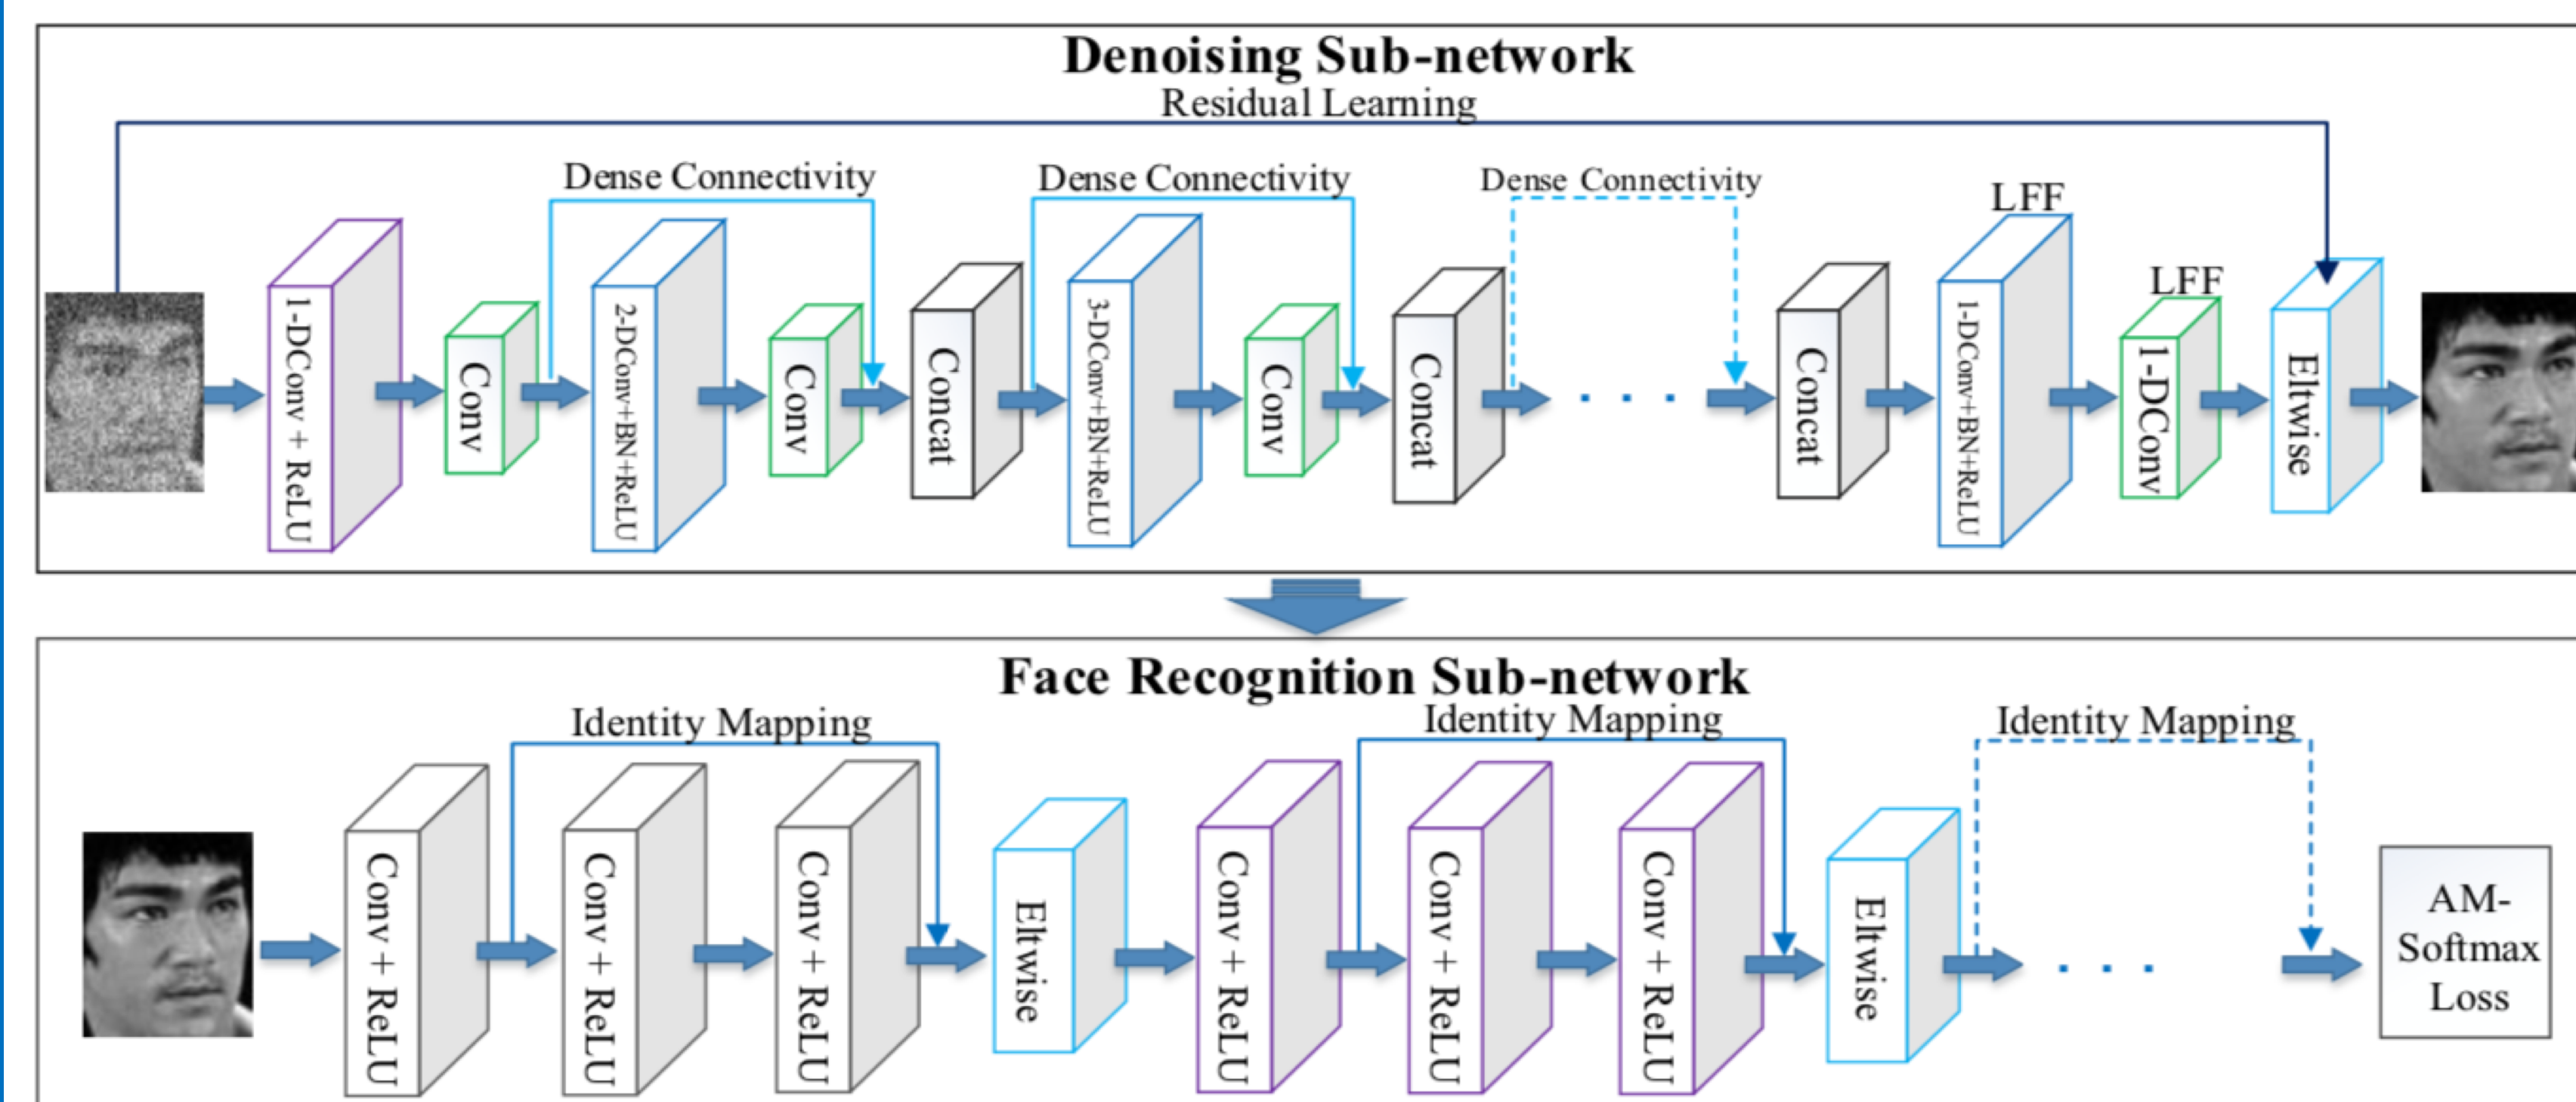 Denoising Sub-network
Residual Learning
Dense Connectivity
Dense Connectivity
Dense Connectivity
LFF
LFF
1-DConv + ReLU
Conv
2-DConv+BN+ReLU
Conv
Concat
3-DConv+BN+ReLU
Conv
Concat
. . .
Concat
1-DConv+BN+ReLU
1-DConv
Eltwise
Face Recognition Sub-network
Identity Mapping
Identity Mapping
Identity Mapping
Conv + ReLU
Conv + ReLU
Conv + ReLU
Eltwise
Conv + ReLU
Conv + ReLU
Conv + ReLU
Eltwise
. . .
AM-
Softmax
Loss